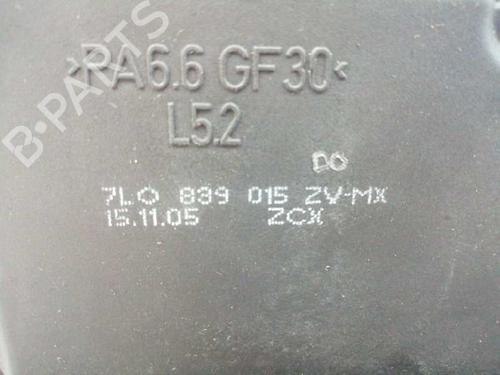 >PA6.6 GF30<
L5.2
DO
7L0 839 015 ZV-MX
15.11.05 ZCX
B-PARTS